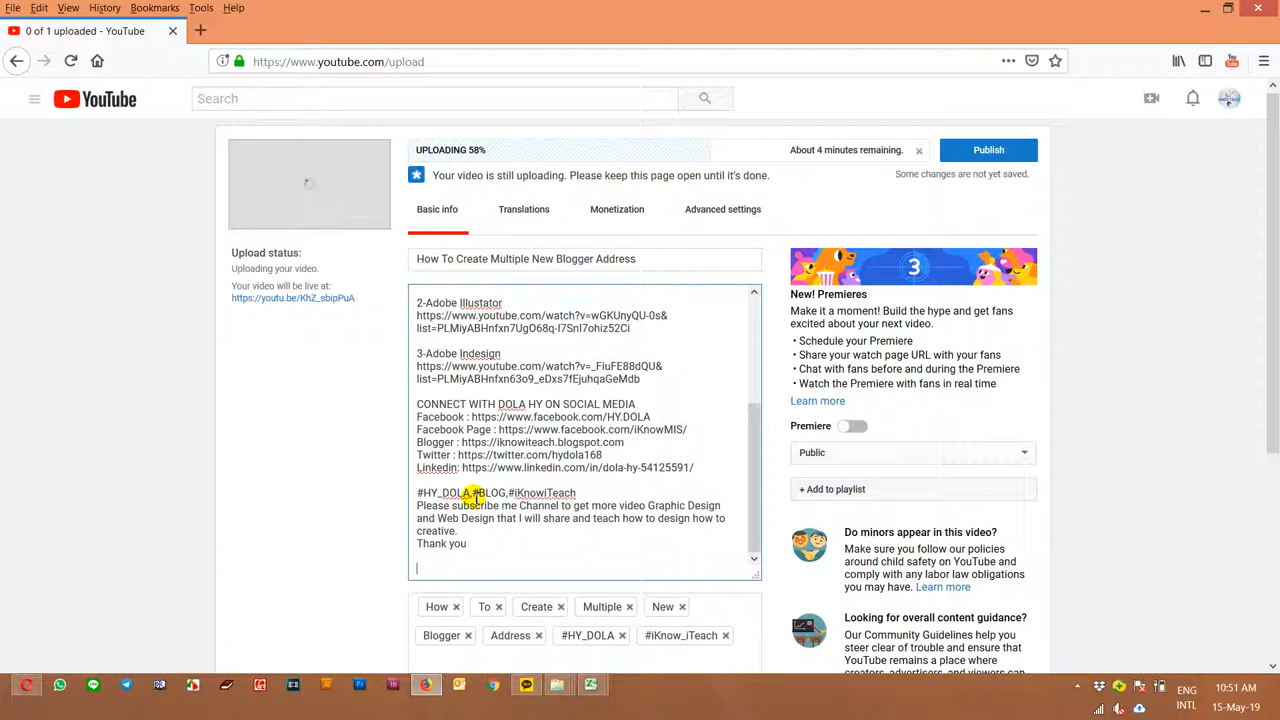 File Edit View History Bookmarks Tools Help
0 of 1 uploaded - YouTube
https://www.youtube.com/upload
YouTube
Search
UPLOADING 58% About 4 minutes remaining. Publish
Your video is still uploading. Please keep this page open until it's done. Some changes are not yet saved.
Basic info Translations Monetization Advanced settings
Upload status:
Uploading your video.
Your video will be live at:
https://youtu.be/KhZ_sbipPuA
How To Create Multiple New Blogger Address
2-Adobe Illustator
https://www.youtube.com/watch?v=wGKUnyQU-0s&
list=PLMiyABHnfxn7UgO68q-I7SnI7ohiz52Ci
3-Adobe Indesign
https://www.youtube.com/watch?v=_FiuFE88dQU&
list=PLMiyABHnfxn63o9_eDxs7fEjuhqaGeMdb
CONNECT WITH DOLA HY ON SOCIAL MEDIA
Facebook : https://www.facebook.com/HY.DOLA
Facebook Page : https://www.facebook.com/iKnowMIS/
Blogger : https://iknowiteach.blogspot.com
Twitter : https://twitter.com/hydola168
Linkedin: https://www.linkedin.com/in/dola-hy-54125591/
#HY_DOLA,#BLOG,#iKnowiTeach
Please subscribe me Channel to get more video Graphic Design
and Web Design that I will share and teach how to design how to
creative.
Thank you
How To Create Multiple New
Blogger Address #HY_DOLA #iKnow_iTeach
3
New! Premieres
Make it a moment! Build the hype and get fans
excited about your next video.
• Schedule your Premiere
• Share your watch page URL with your fans
• Chat with fans before and during the Premiere
• Watch the Premiere with fans in real time
Learn more
Premiere
Public
+ Add to playlist
Do minors appear in this video?
Make sure you follow our policies
around child safety on YouTube and
comply with any labor law obligations
you may have. Learn more
Looking for overall content guidance?
Our Community Guidelines help you
steer clear of trouble and ensure that
YouTube remains a place where
creators, advertisers, and viewers can
ENG
INTL
10:51 AM
15-May-19